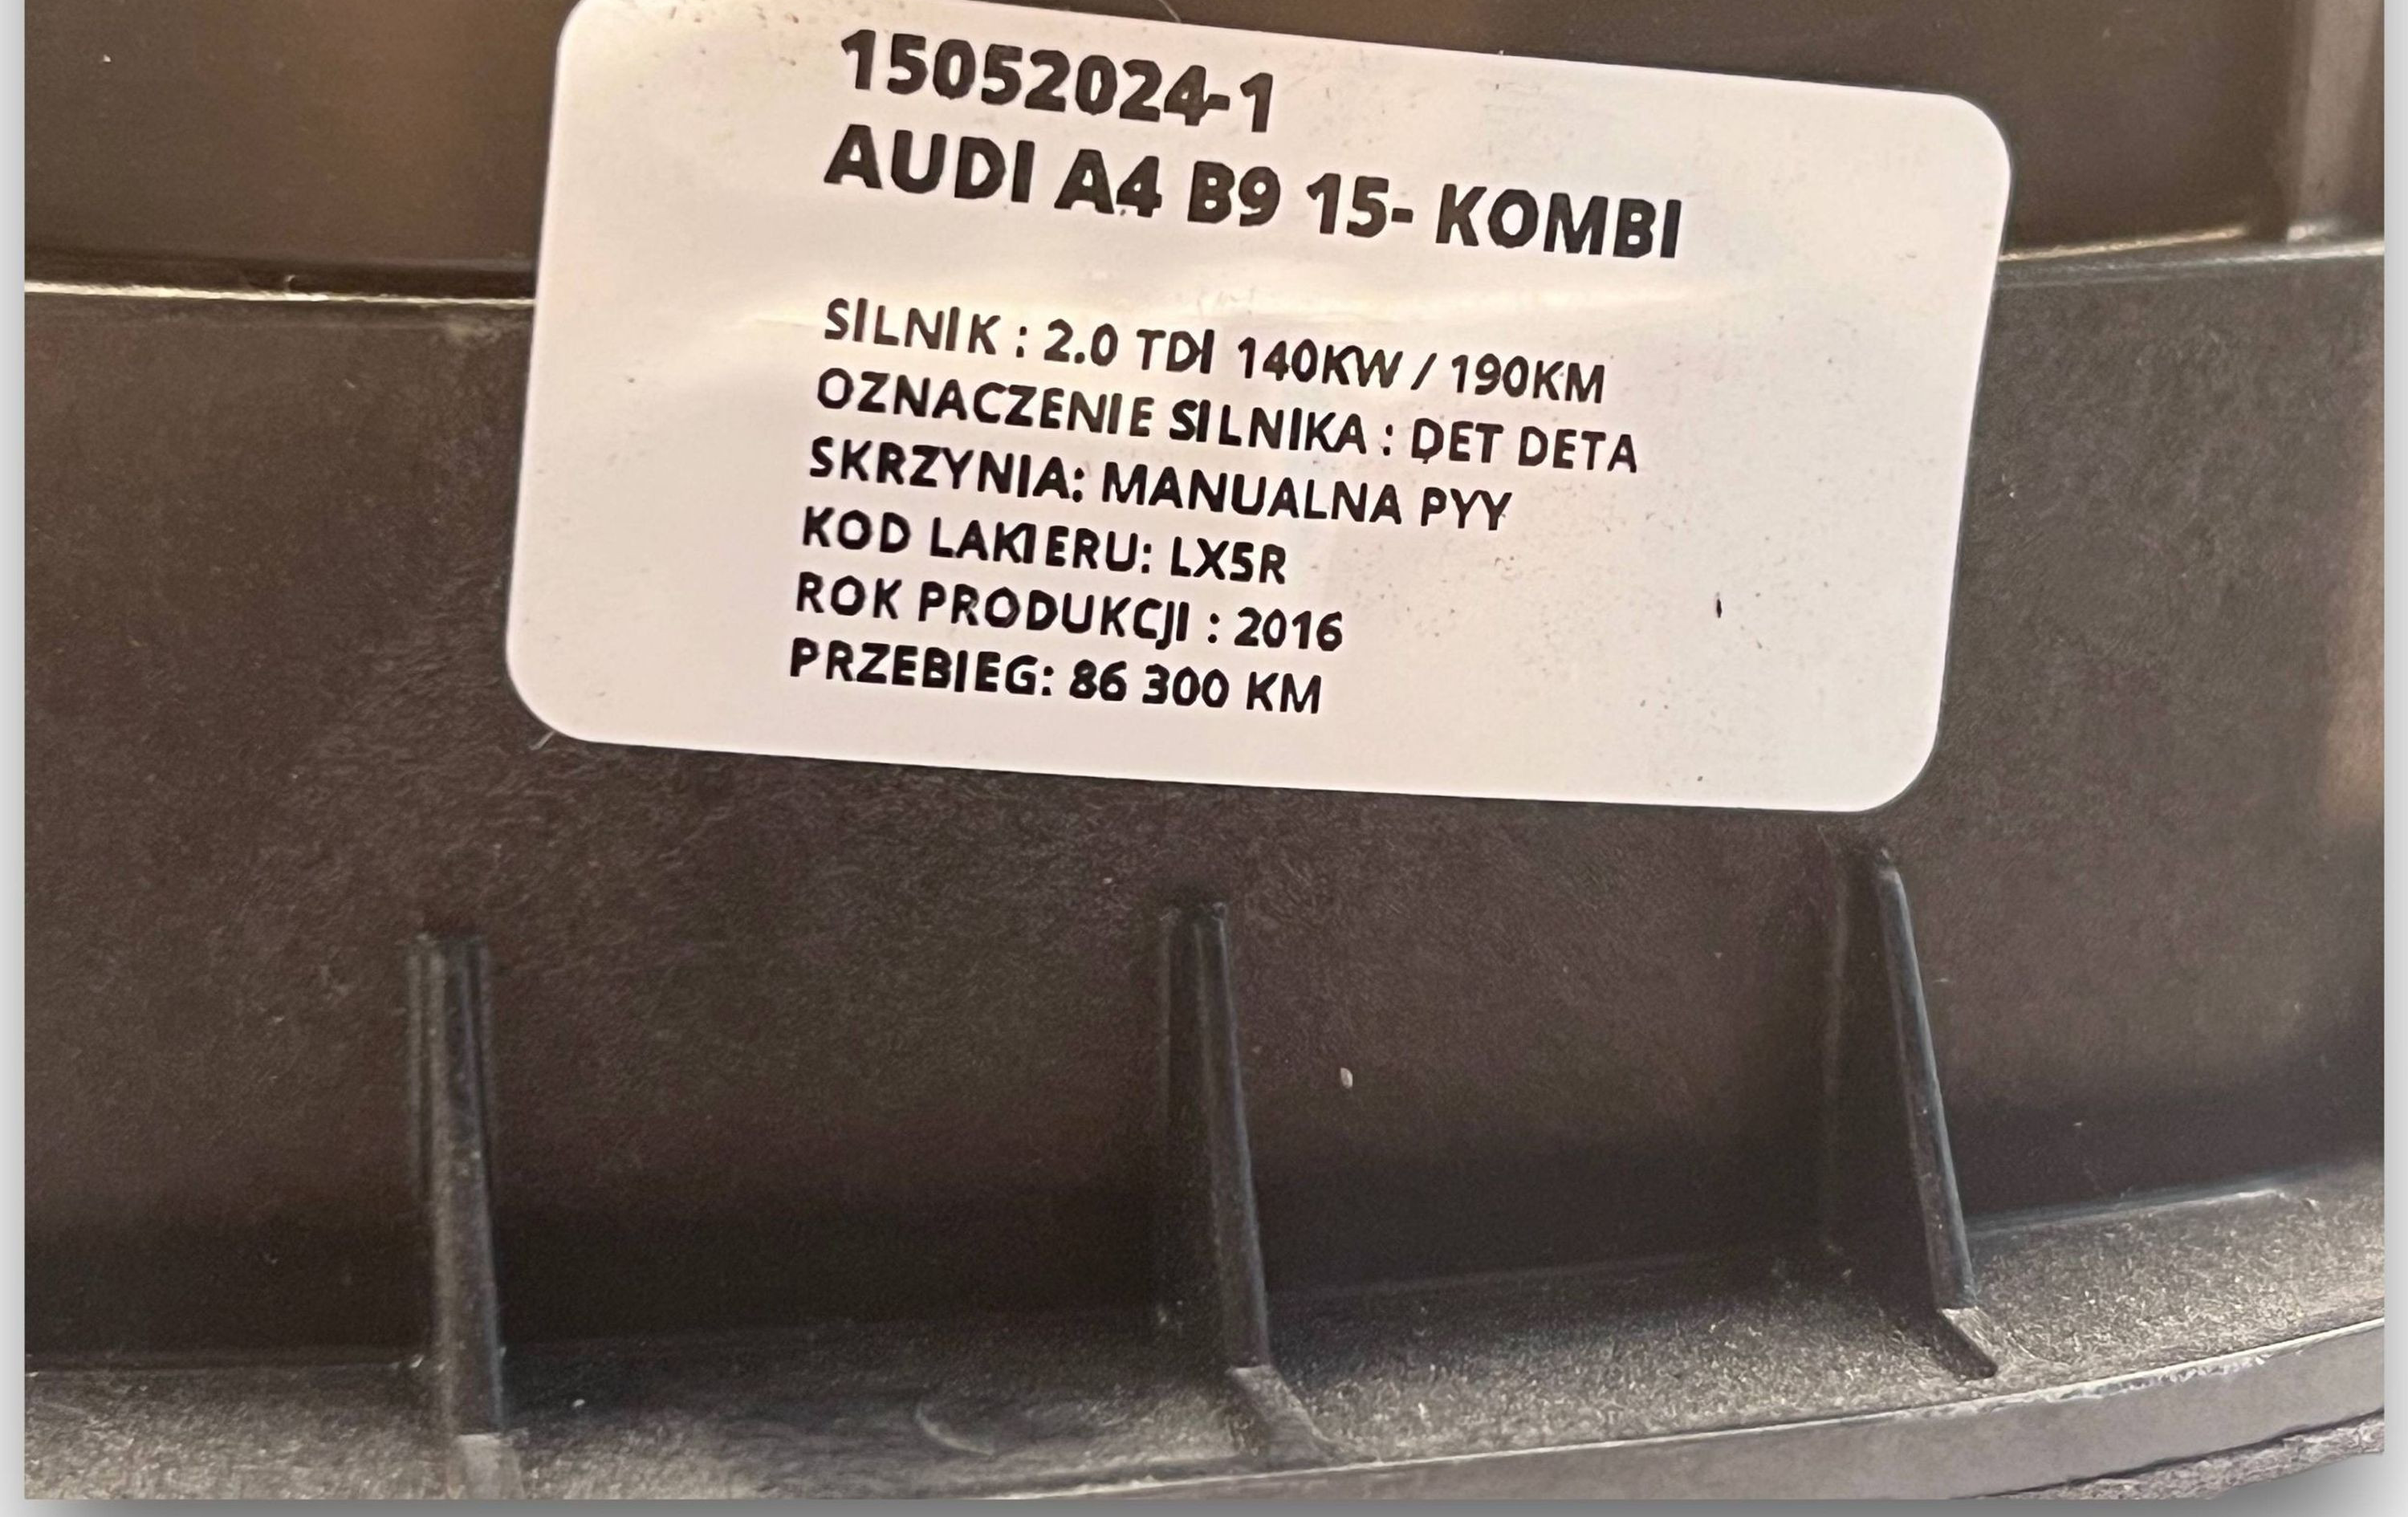 15052024-1
AUDI A4 B9 15- KOMBI
SILNIK : 2.0 TDI 140KW / 190KM
OZNACZENIE SILNIKA : DET DETA
SKRZYNIA: MANUALNA PYY
KOD LAKIERU: LX5R
ROK PRODUKCJI : 2016
PRZEBIEG: 86 300 KM